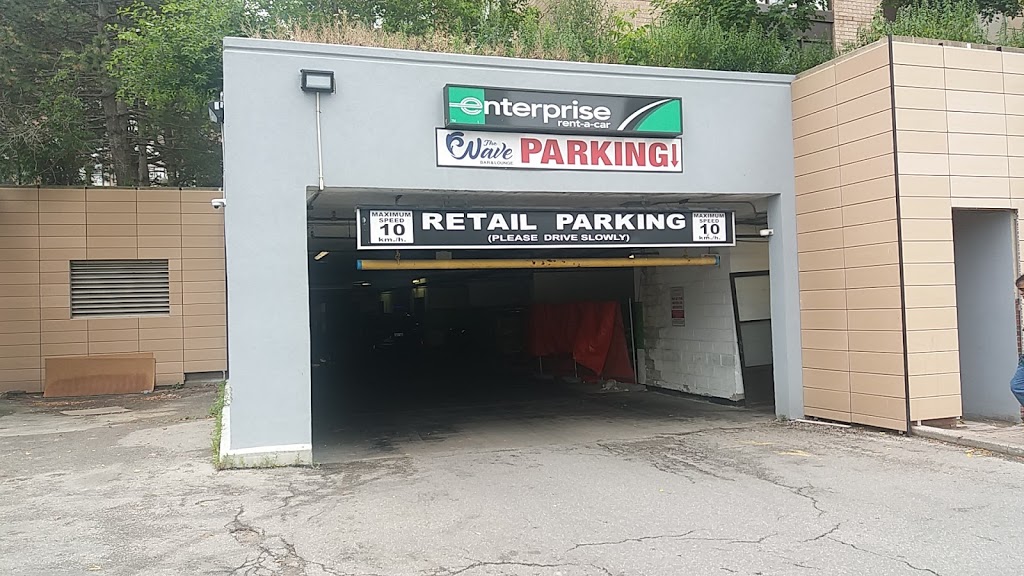 enterprise
rent-a-car
The Wave
BAR & LOUNGE
PARKING!
MAXIMUM
SPEED
10
km./h.
RETAIL PARKING
(PLEASE DRIVE SLOWLY)
MAXIMUM
SPEED
10
km./h.